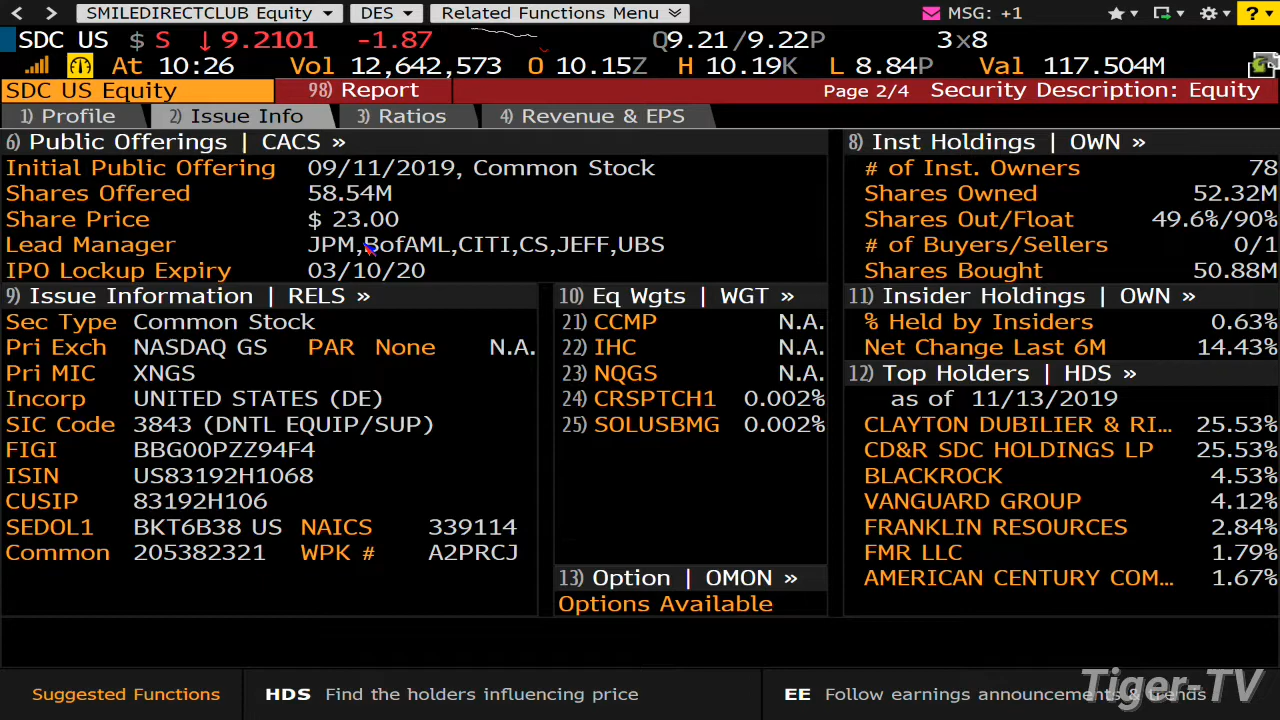 SMILEDIRECTCLUB Equity DES Related Functions Menu MSG: +1 ?
SDC US $ S ↓ 9.2101 -1.87 Q9.21/9.22P 3x8
At 10:26 Vol 12,642,573 O 10.15Z H 10.19K L 8.84P Val 117.504M
SDC US Equity 98) Report Page 2/4 Security Description: Equity
1) Profile 2) Issue Info 3) Ratios 4) Revenue & EPS
6) Public Offerings | CACS »
Initial Public Offering 09/11/2019, Common Stock
Shares Offered 58.54M
Share Price $ 23.00
Lead Manager JPM,BofAML,CITI,CS,JEFF,UBS
IPO Lockup Expiry 03/10/20
8) Inst Holdings | OWN »
# of Inst. Owners 78
Shares Owned 52.32M
Shares Out/Float 49.6%/90%
# of Buyers/Sellers 0/1
Shares Bought 50.88M
9) Issue Information | RELS »
Sec Type Common Stock
Pri Exch NASDAQ GS PAR None N.A.
Pri MIC XNGS
Incorp UNITED STATES (DE)
SIC Code 3843 (DNTL EQUIP/SUP)
FIGI BBG00PZZ94F4
ISIN US83192H1068
CUSIP 83192H106
SEDOL1 BKT6B38 US NAICS 339114
Common 205382321 WPK # A2PRCJ
10) Eq Wgts | WGT »
21) CCMP N.A.
22) IHC N.A.
23) NQGS N.A.
24) CRSPTCH1 0.002%
25) SOLUSBMG 0.002%
13) Option | OMON »
Options Available
11) Insider Holdings | OWN »
% Held by Insiders 0.63%
Net Change Last 6M 14.43%
12) Top Holders | HDS »
as of 11/13/2019
CLAYTON DUBILIER & RI... 25.53%
CD&R SDC HOLDINGS LP 25.53%
BLACKROCK 4.53%
VANGUARD GROUP 4.12%
FRANKLIN RESOURCES 2.84%
FMR LLC 1.79%
AMERICAN CENTURY COM... 1.67%
Suggested Functions HDS Find the holders influencing price EE Follow earnings announcements & trends
Tiger-TV